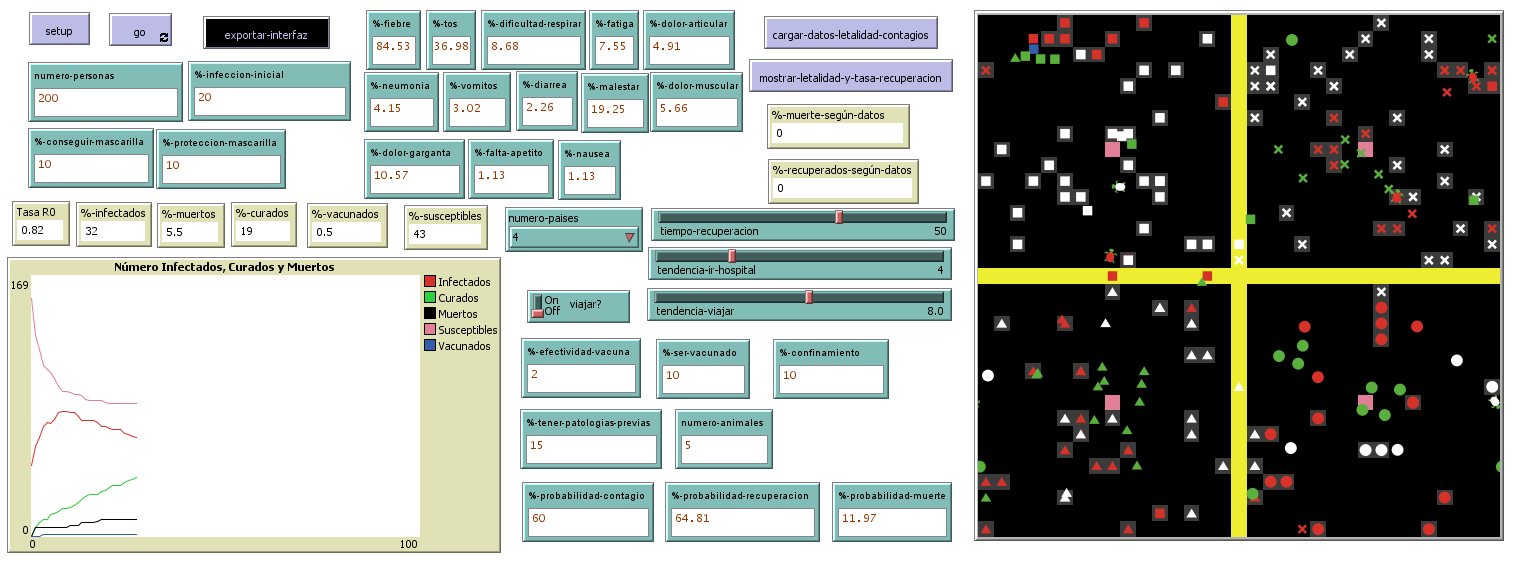 setup
go
exportar-interfaz
%-fiebre
84.53
%-tos
36.98
%-dificultad-respirar
8.68
%-fatiga
7.55
%-dolor-articular
4.91
cargar-datos-letalidad-contagios
numero-personas
200
%-infeccion-inicial
20
%-neumonia
4.15
%-vomitos
3.02
%-diarrea
2.26
%-malestar
19.25
%-dolor-muscular
5.66
mostrar-letalidad-y-tasa-recuperacion
%-muerte-según-datos
0
%-conseguir-mascarilla
10
%-proteccion-mascarilla
10
%-dolor-garganta
10.57
%-falta-apetito
1.13
%-nausea
1.13
%-recuperados-según-datos
0
Tasa R0
0.82
%-infectados
32
%-muertos
5.5
%-curados
19
%-vacunados
0.5
%-susceptibles
43
numero-paises
4
tiempo-recuperacion 50
tendencia-ir-hospital 4
On
Off
viajar?
tendencia-viajar 8.0
Número Infectados, Curados y Muertos
169
0
0 100
Infectados
Curados
Muertos
Susceptibles
Vacunados
%-efectividad-vacuna
2
%-ser-vacunado
10
%-confinamiento
10
%-tener-patologias-previas
15
numero-animales
5
%-probabilidad-contagio
60
%-probabilidad-recuperacion
64.81
%-probabilidad-muerte
11.97